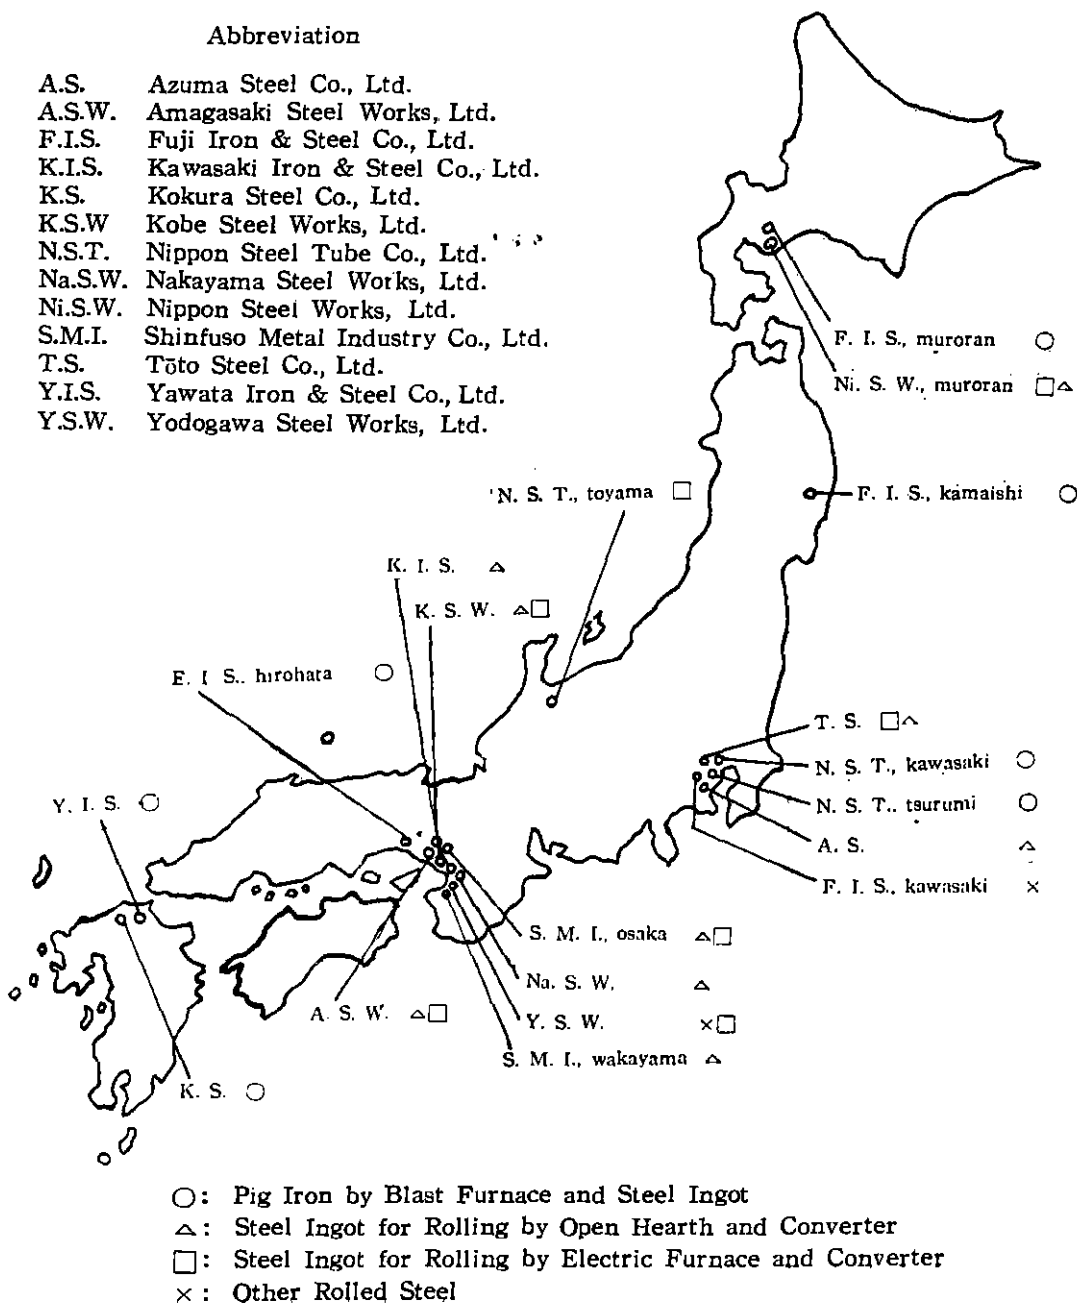 Abbreviation
A.S. Azuma Steel Co., Ltd.
A.S.W. Amagasaki Steel Works, Ltd.
F.I.S. Fuji Iron & Steel Co., Ltd.
K.I.S. Kawasaki Iron & Steel Co., Ltd.
K.S. Kokura Steel Co., Ltd.
K.S.W Kobe Steel Works, Ltd.
N.S.T. Nippon Steel Tube Co., Ltd.
Na.S.W. Nakayama Steel Works, Ltd.
Ni.S.W. Nippon Steel Works, Ltd.
S.M.I. Shinfuso Metal Industry Co., Ltd.
T.S. Tōto Steel Co., Ltd.
Y.I.S. Yawata Iron & Steel Co., Ltd.
Y.S.W. Yodogawa Steel Works, Ltd.
F. I. S., muroran ○
Ni. S. W., muroran □△
N. S. T., toyama □
F. I. S., kamaishi ○
K. I. S. △
K. S. W. △□
F. I S.. hirohata ○
T. S. □△
N. S. T., kawasaki ○
Y. I. S. ○
N. S. T.. tsurumi ○
A. S. △
F. I. S., kawasaki ×
S. M. I., osaka △□
Na. S. W. △
A. S. W. △□
Y. S. W. ×□
S. M. I., wakayama △
K. S. ○
○: Pig Iron by Blast Furnace and Steel Ingot
△: Steel Ingot for Rolling by Open Hearth and Converter
□: Steel Ingot for Rolling by Electric Furnace and Converter
×: Other Rolled Steel